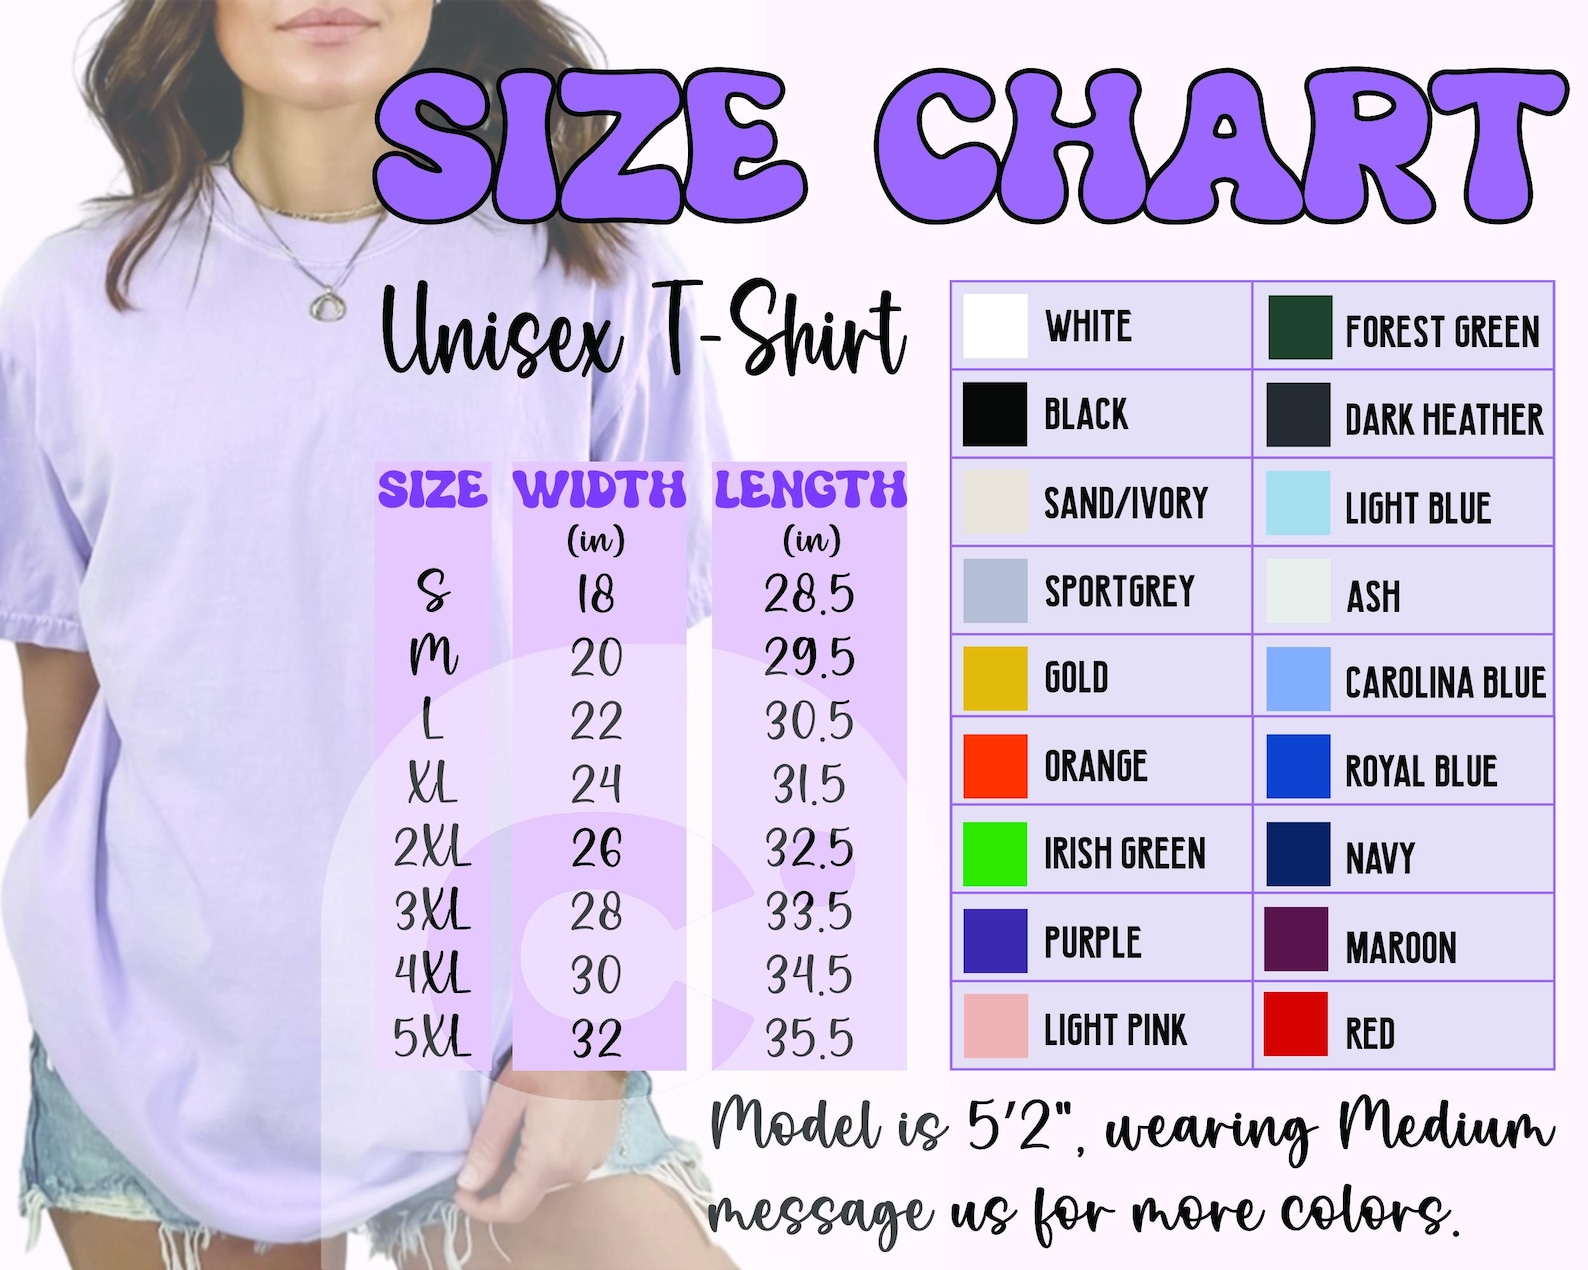 SIZE CHART
Unisex T-Shirt
SIZE WIDTH LENGTH
(in) (in)
S 18 28.5
M 20 29.5
L 22 30.5
XL 24 31.5
2XL 26 32.5
3XL 28 33.5
4XL 30 34.5
5XL 32 35.5
WHITE FOREST GREEN
BLACK DARK HEATHER
SAND/IVORY LIGHT BLUE
SPORTGREY ASH
GOLD CAROLINA BLUE
ORANGE ROYAL BLUE
IRISH GREEN NAVY
PURPLE MAROON
LIGHT PINK RED
Model is 5'2", wearing Medium
message us for more colors.